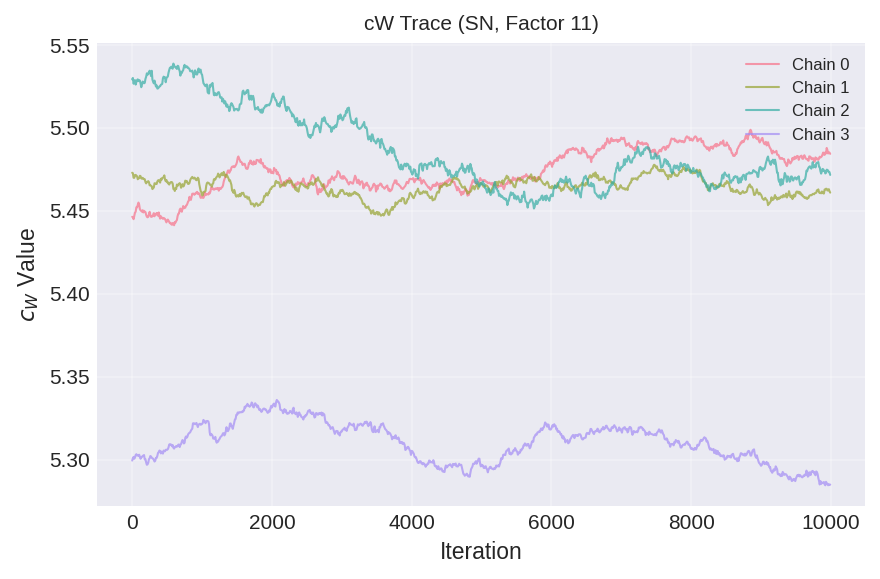 cW Trace (SN, Factor 11)
5.55
5.50
5.45
5.40
5.35
5.30
c_W Value
Chain 0
Chain 1
Chain 2
Chain 3
0 2000 4000 6000 8000 10000
Iteration